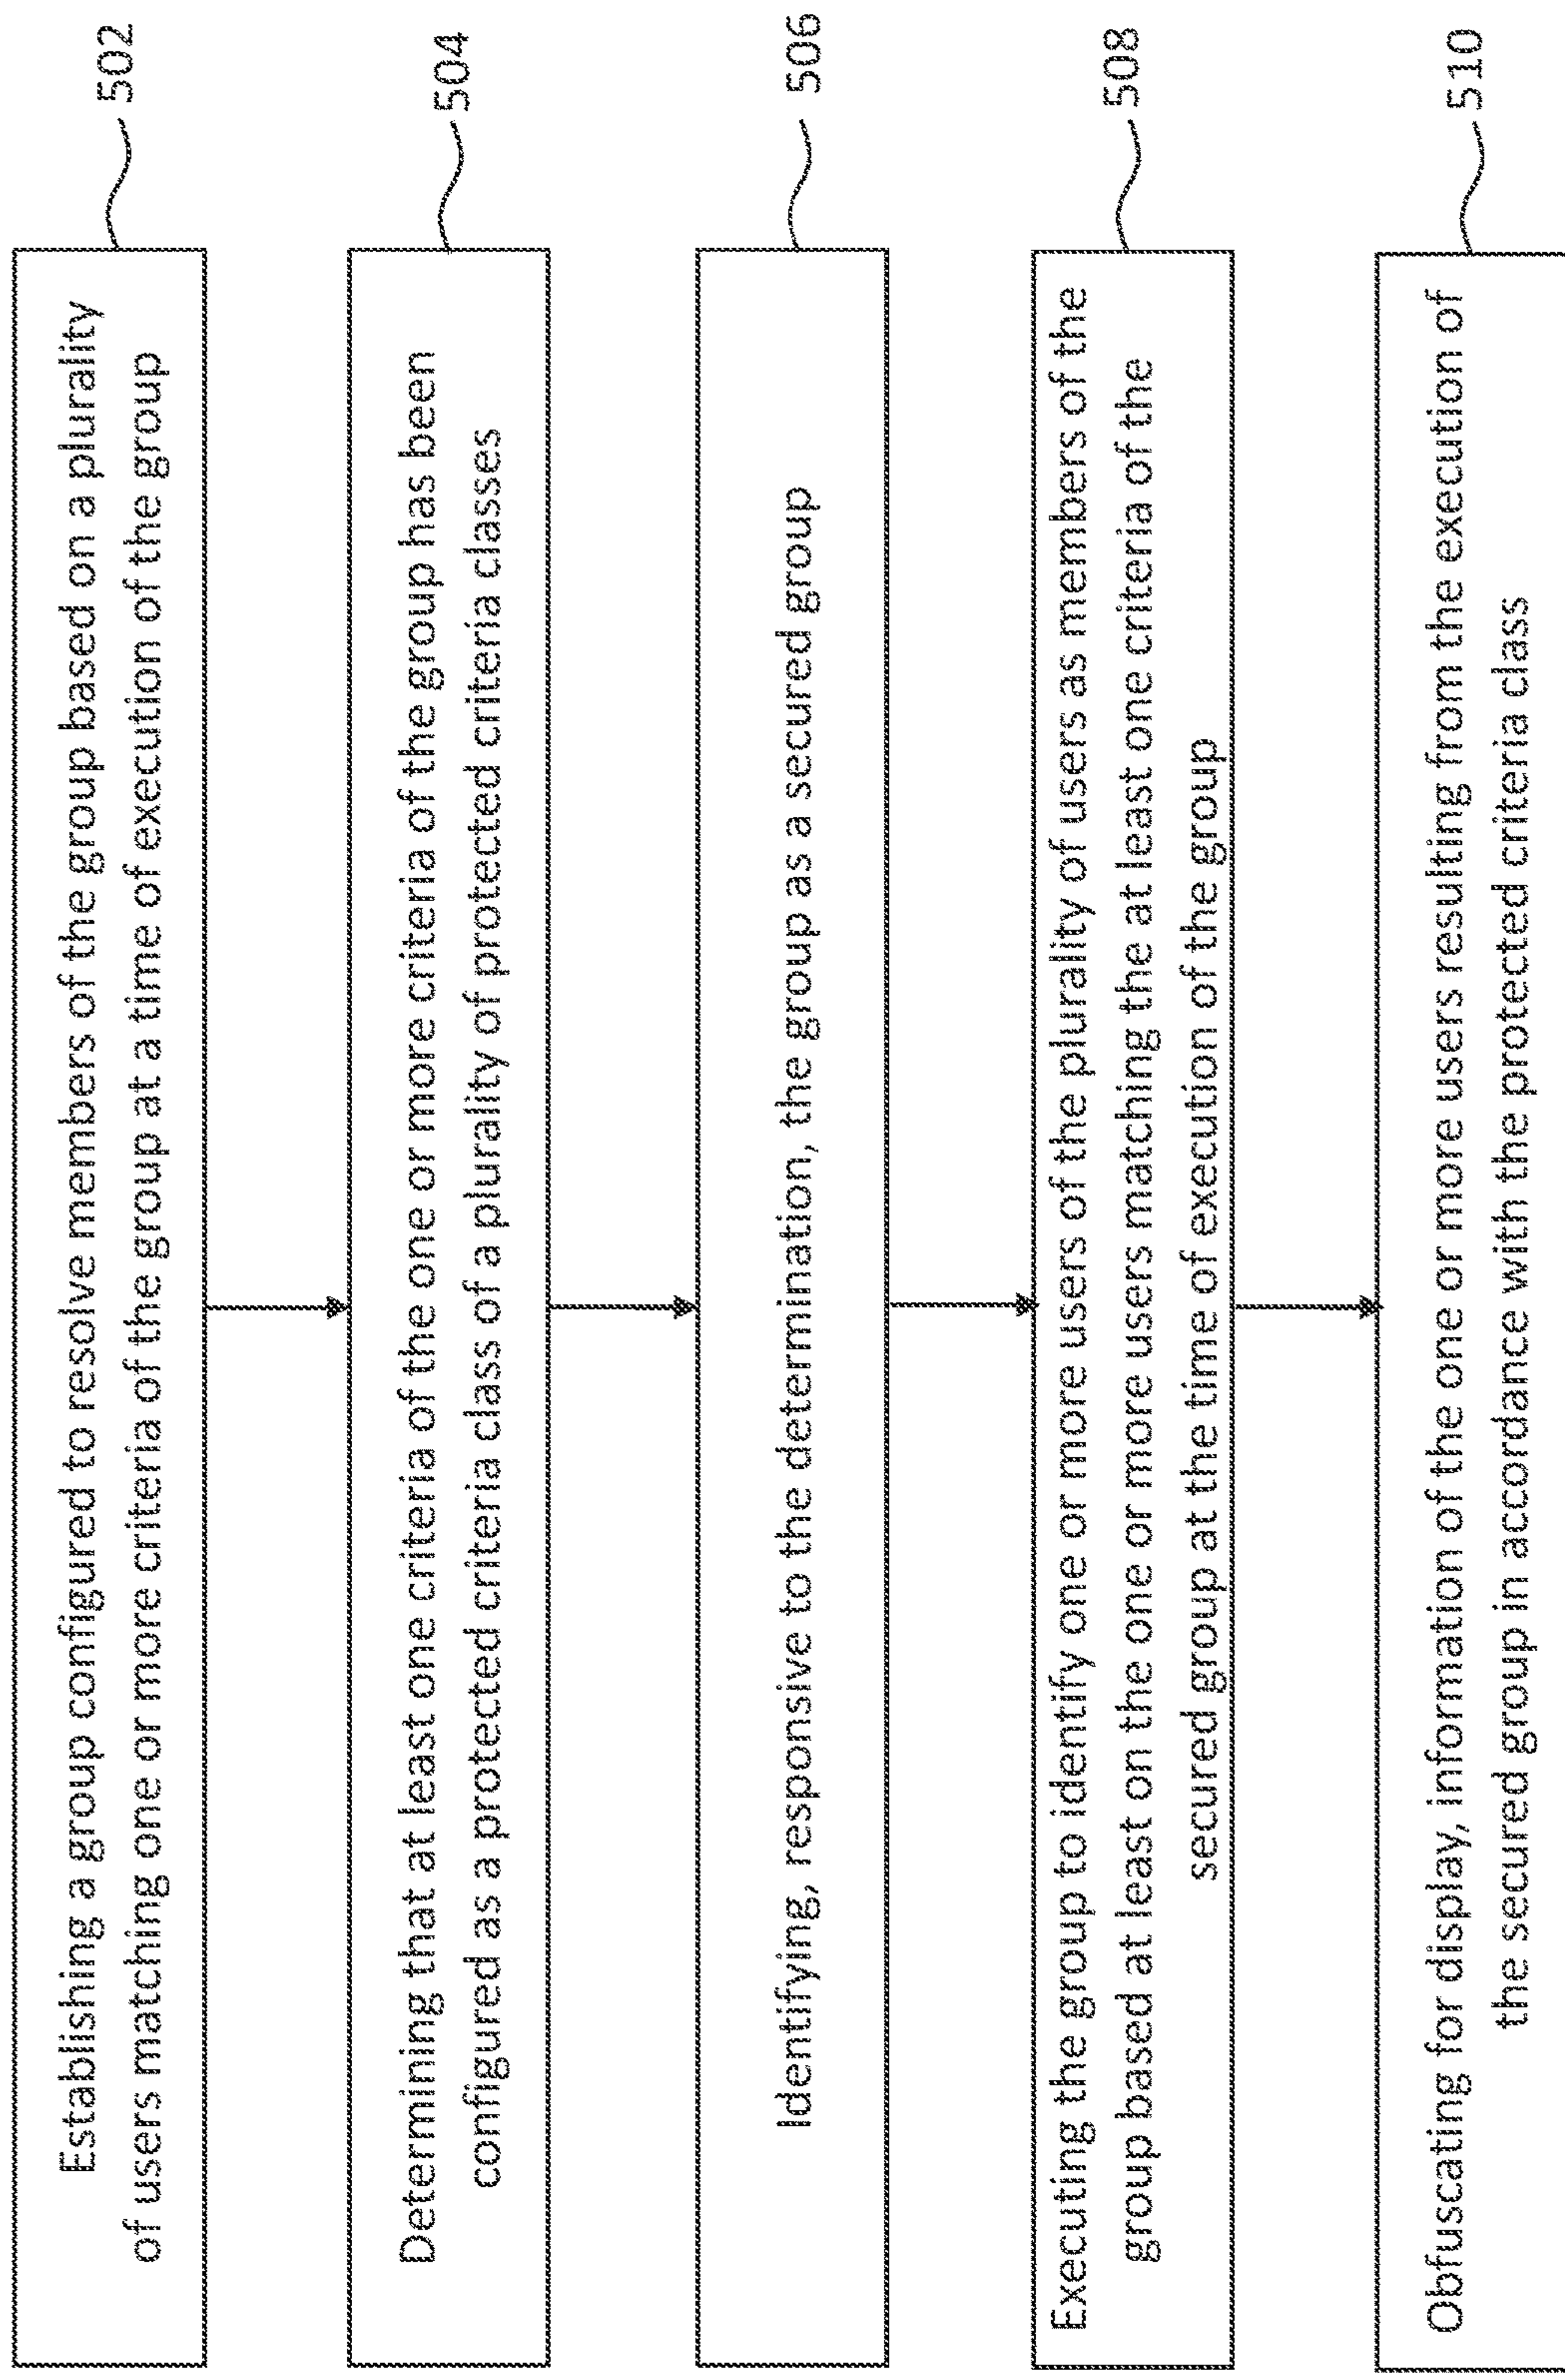 Establishing a group configured to resolve members of the group based on a plurality
of users matching one or more criteria of the group at a time of execution of the group
502
Determining that at least one criteria of the one or more criteria of the group has been
configured as a protected criteria class of a plurality of protected criteria classes
504
Identifying, responsive to the determination, the group as a secured group
506
Executing the group to identify one or more users of the plurality of users as members of the
group based at least on the one or more users matching the at least one criteria of the
secured group at the time of execution of the group
508
Obfuscating for display, information of the one or more users resulting from the execution of
the secured group in accordance with the protected criteria class
510